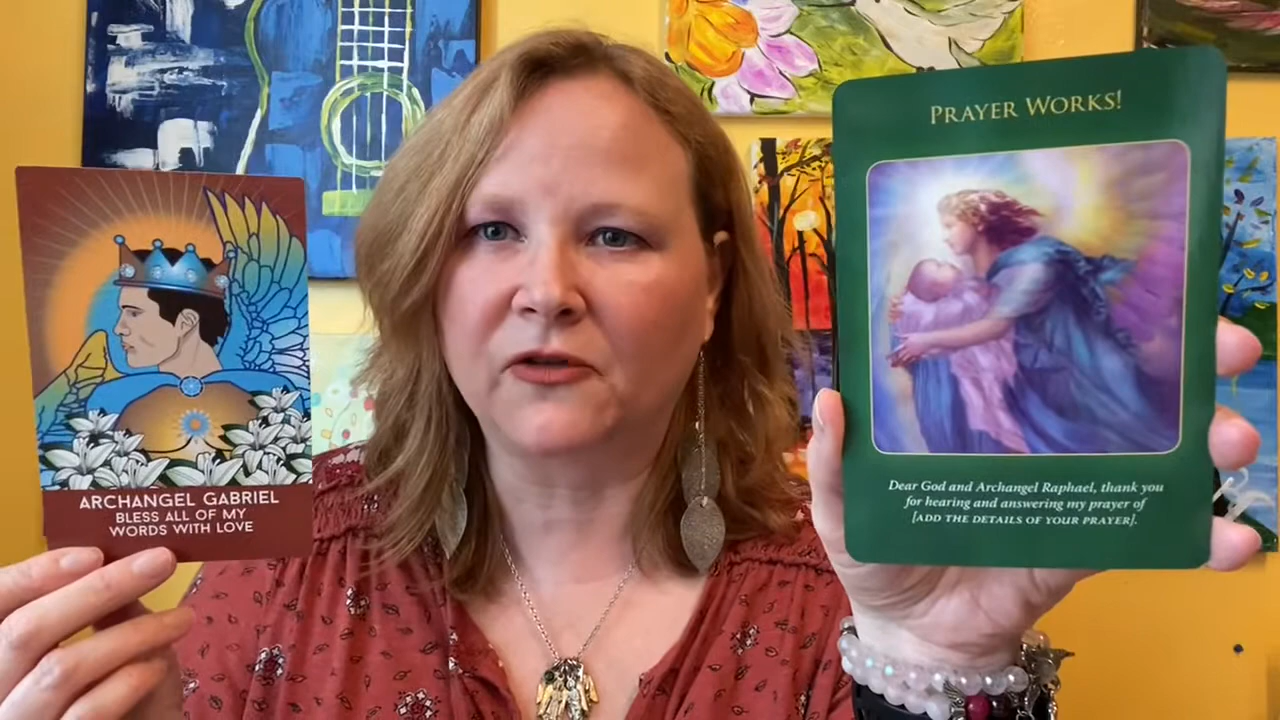 ARCHANGEL GABRIEL
BLESS ALL OF MY
WORDS WITH LOVE
PRAYER WORKS!
Dear God and Archangel Raphael, thank you
for hearing and answering my prayer of
[ADD THE DETAILS OF YOUR PRAYER].